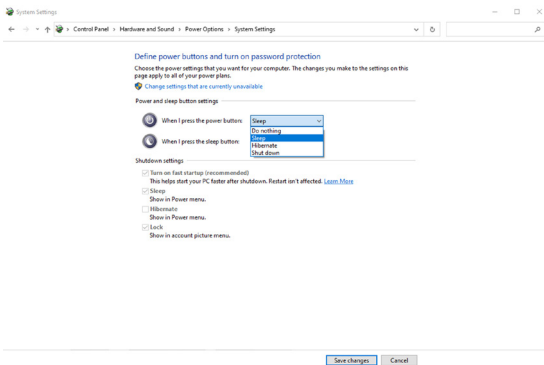 System Settings
Control Panel > Hardware and Sound > Power Options > System Settings
Define power buttons and turn on password protection
Choose the power settings that you want for your computer. The changes you make to the settings on this
page apply to all of your power plans.
Change settings that are currently unavailable
Power and sleep button settings
When I press the power button: Sleep
Do nothing
Sleep
Hibernate
Shut down
When I press the sleep button:
Shutdown settings
Turn on fast startup (recommended)
This helps start your PC faster after shutdown. Restart isn't affected. Learn More
Sleep
Show in Power menu.
Hibernate
Show in Power menu.
Lock
Show in account picture menu.
Save changes Cancel